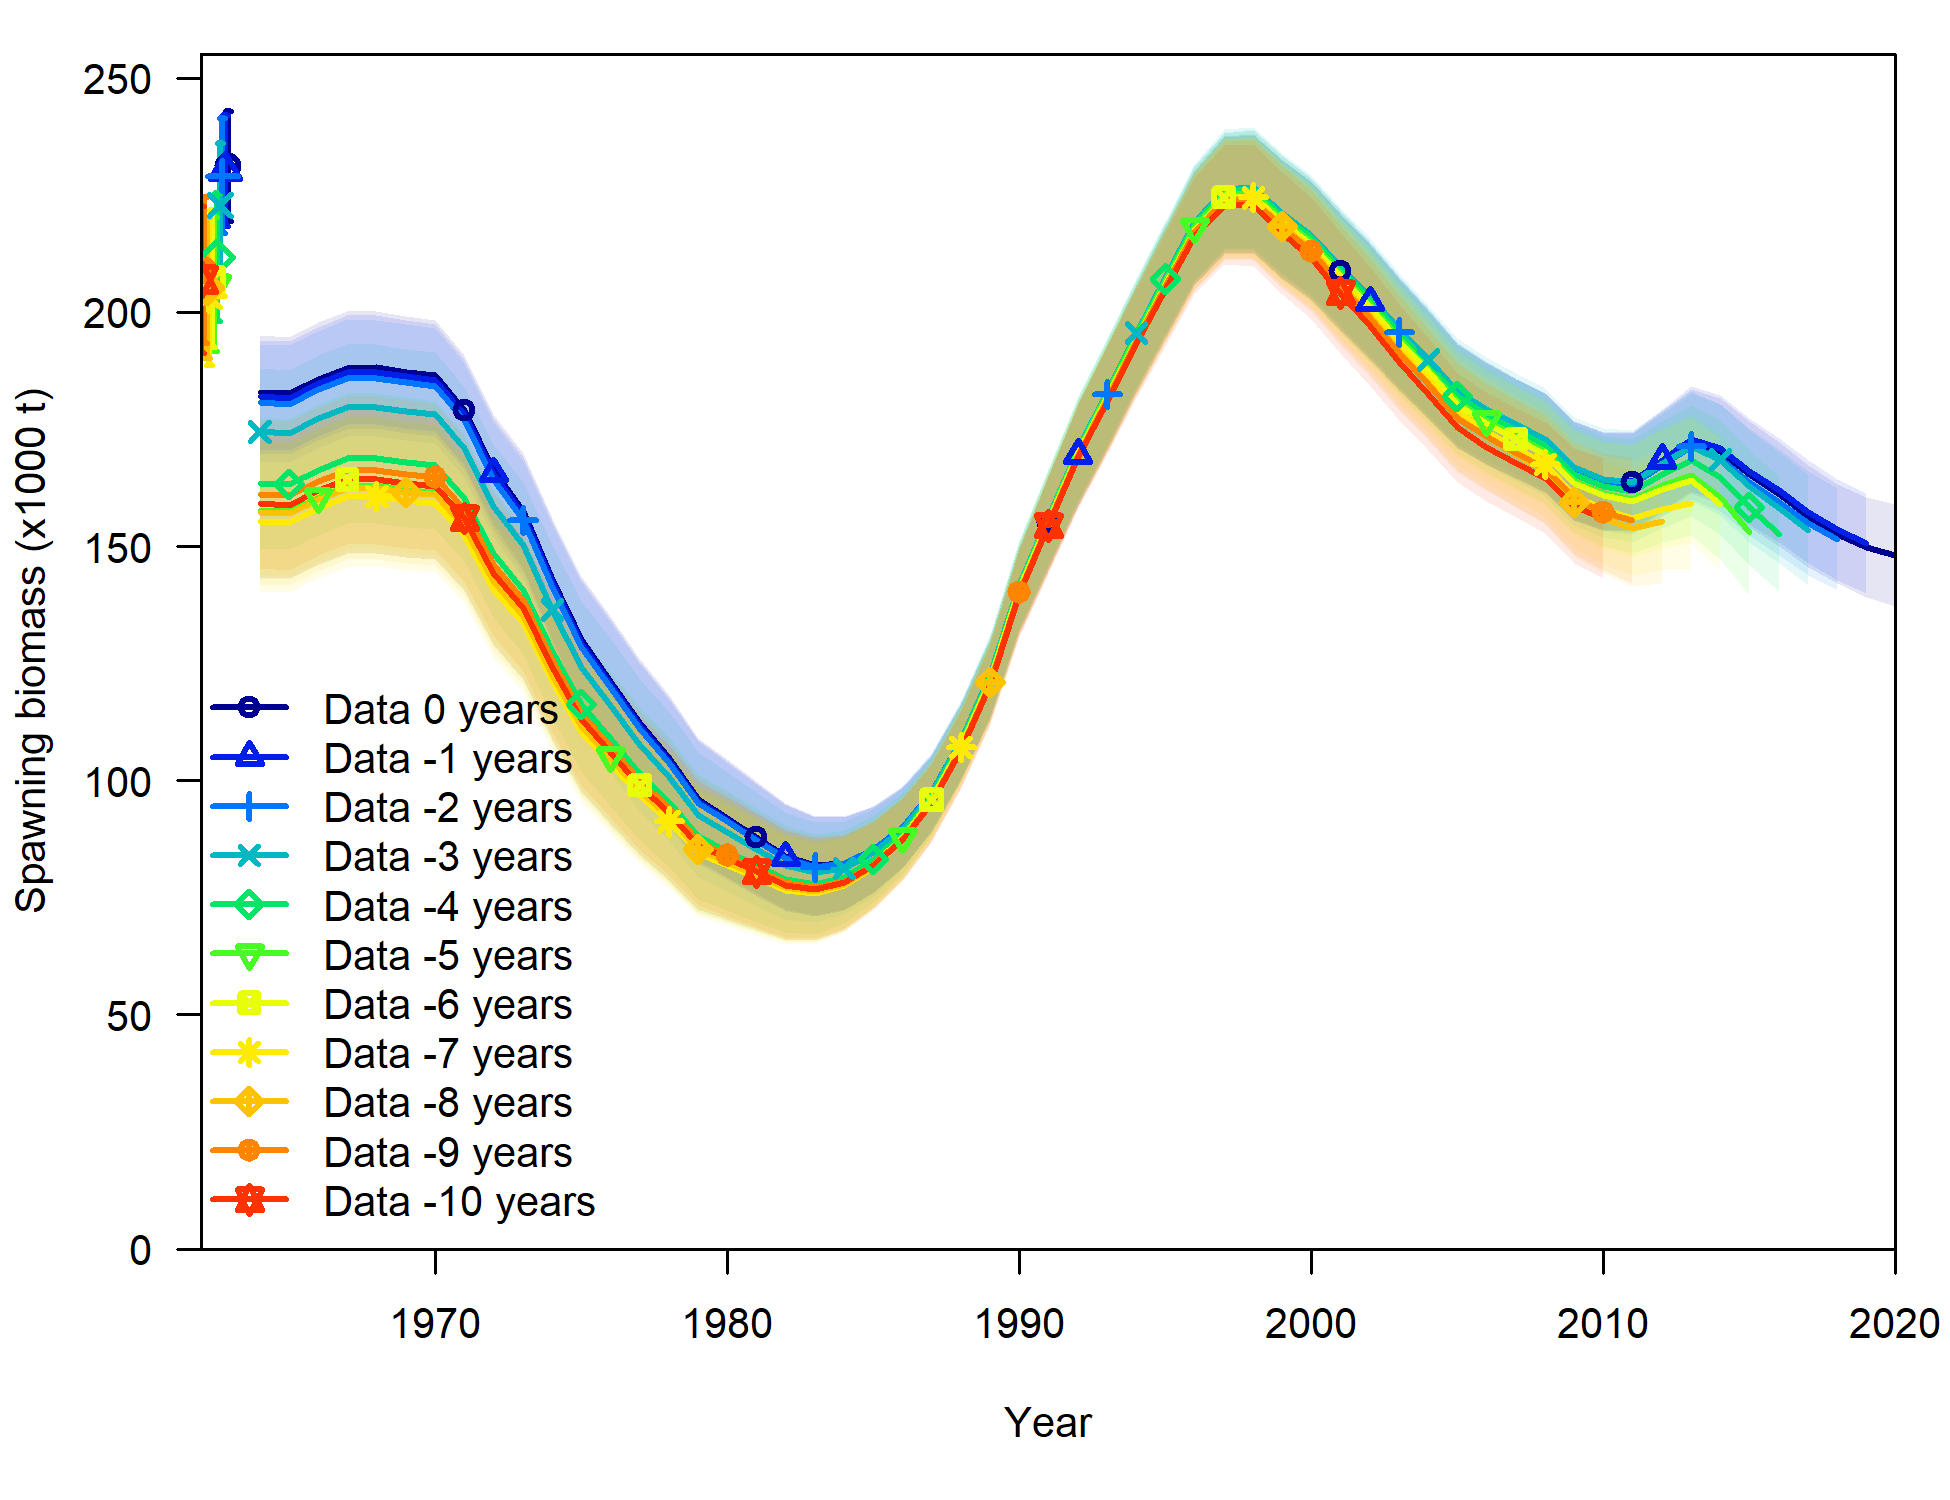 250
200
150
100
50
0
Spawning biomass (x1000 t)
Data 0 years
Data -1 years
Data -2 years
Data -3 years
Data -4 years
Data -5 years
Data -6 years
Data -7 years
Data -8 years
Data -9 years
Data -10 years
1970 1980 1990 2000 2010 2020
Year